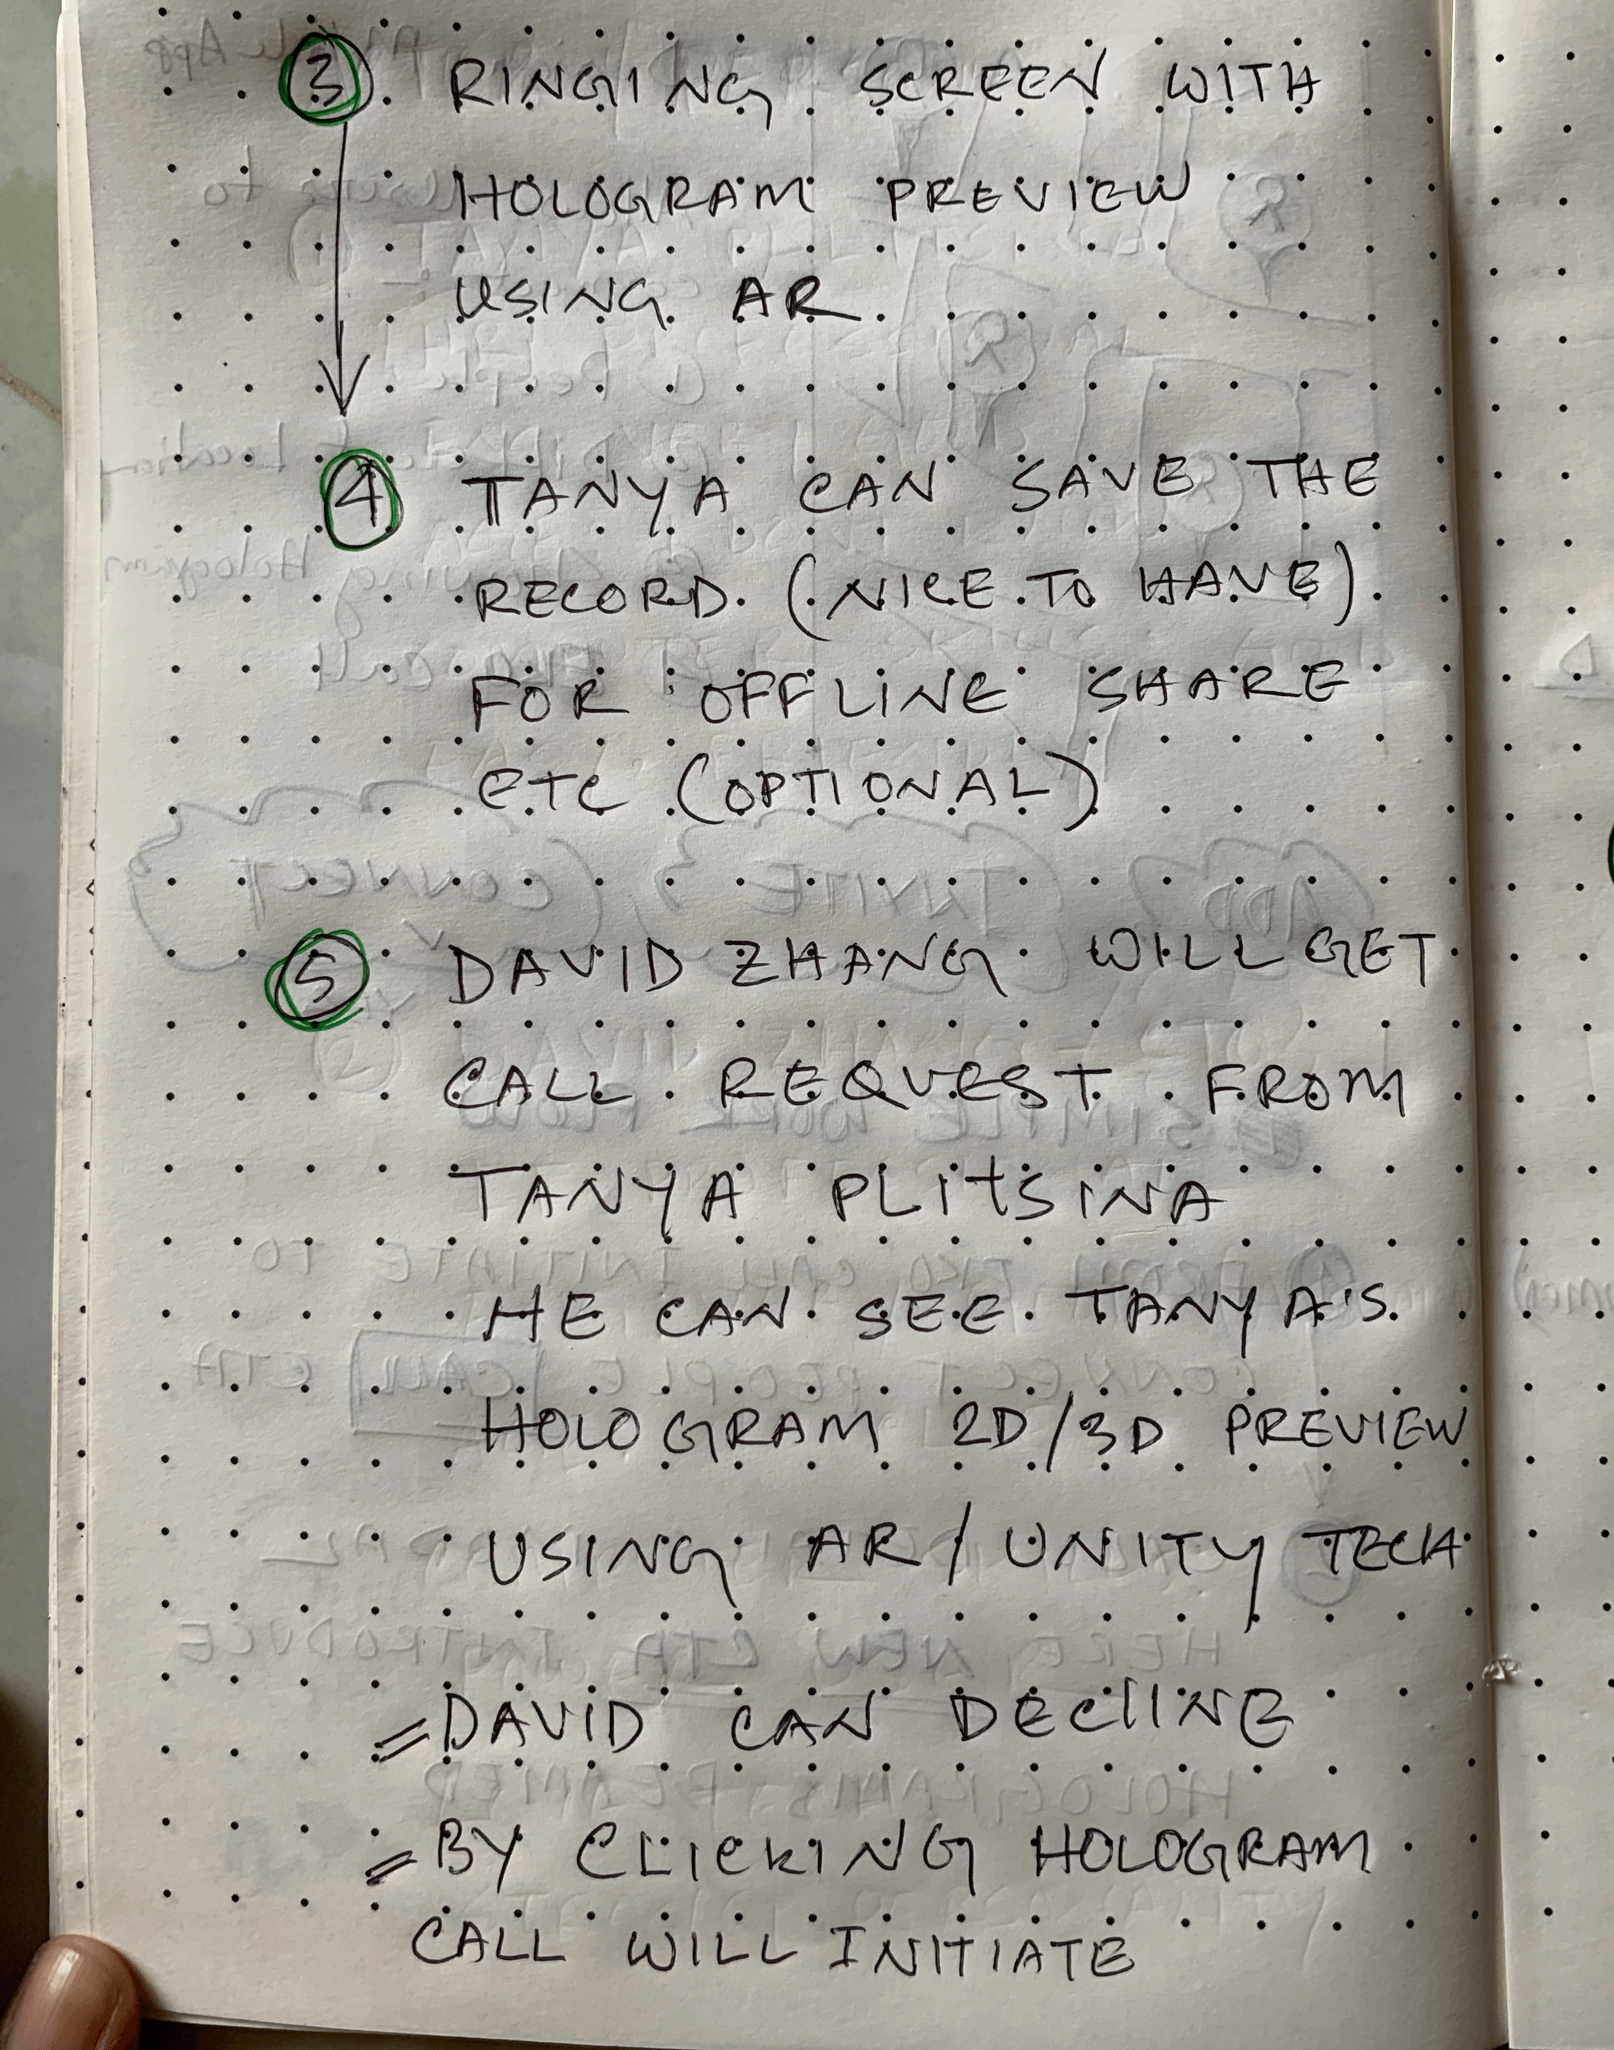 3 RINGING SCREEN WITH
HOLOGRAM PREVIEW
USING AR
4 TANYA CAN SAVE THE
RECORD (NICE TO HAVE)
FOR OFFLINE SHARE
etc (OPTIONAL)
5 DAVID ZHANG WILL GET
CALL REQUEST FROM
TANYA PLITSINA
HE CAN SEE TANYA'S
HOLOGRAM 2D/3D PREVIEW
USING AR/UNITY TECH
= DAVID CAN DECLINE
= BY CLICKING HOLOGRAM
CALL WILL INITIATE